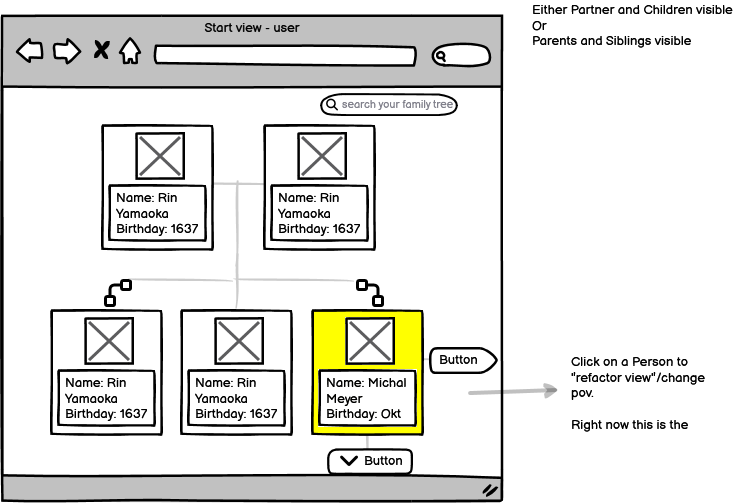 Start view - user
Either Partner and Children visible
Or
Parents and Siblings visible
search your family tree
Name: Rin
Yamaoka
Birthday: 1637
Name: Rin
Yamaoka
Birthday: 1637
Name: Rin
Yamaoka
Birthday: 1637
Name: Rin
Yamaoka
Birthday: 1637
Name: Michal
Meyer
Birthday: Okt
Button
Button
Click on a Person to
"refactor view"/change
pov.
Right now this is the